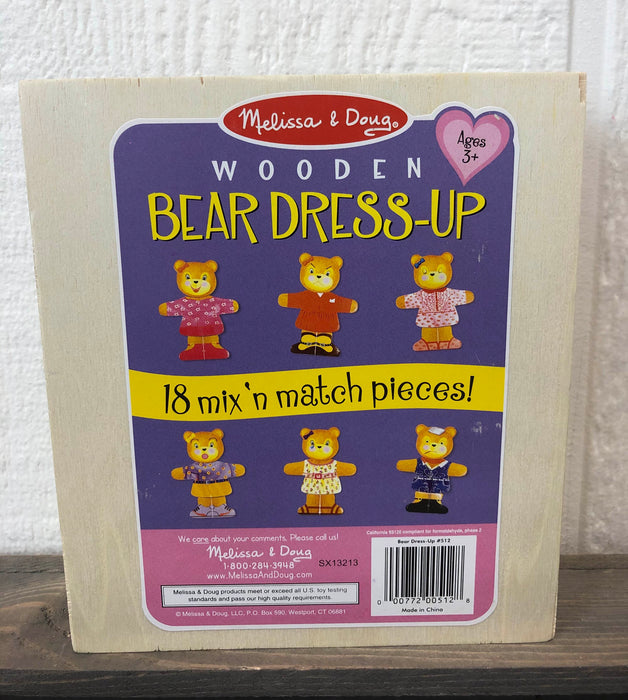 Melissa & Doug®
Ages
3+
WOODEN
BEAR DRESS-UP
18 mix 'n match pieces!
California 93120 compliant for formaldehyde, phase 2
We care about your comments, Please call us!
Melissa & Doug
1-800-284-3948
www.MelissaAndDoug.com
SX13213
Melissa & Doug products meet or exceed all U.S. toy testing
standards and pass our high quality requirements.
© Melissa & Doug, LLC, P.O. Box 590, Westport, CT 06881
Bear Dress-Up #512
0 00772 00512 8
Made in China